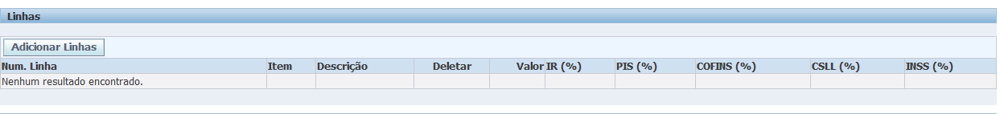 Linhas
Adicionar Linhas
Num. Linha Item Descrição Deletar Valor IR (%) PIS (%) COFINS (%) CSLL (%) INSS (%)
Nenhum resultado encontrado.